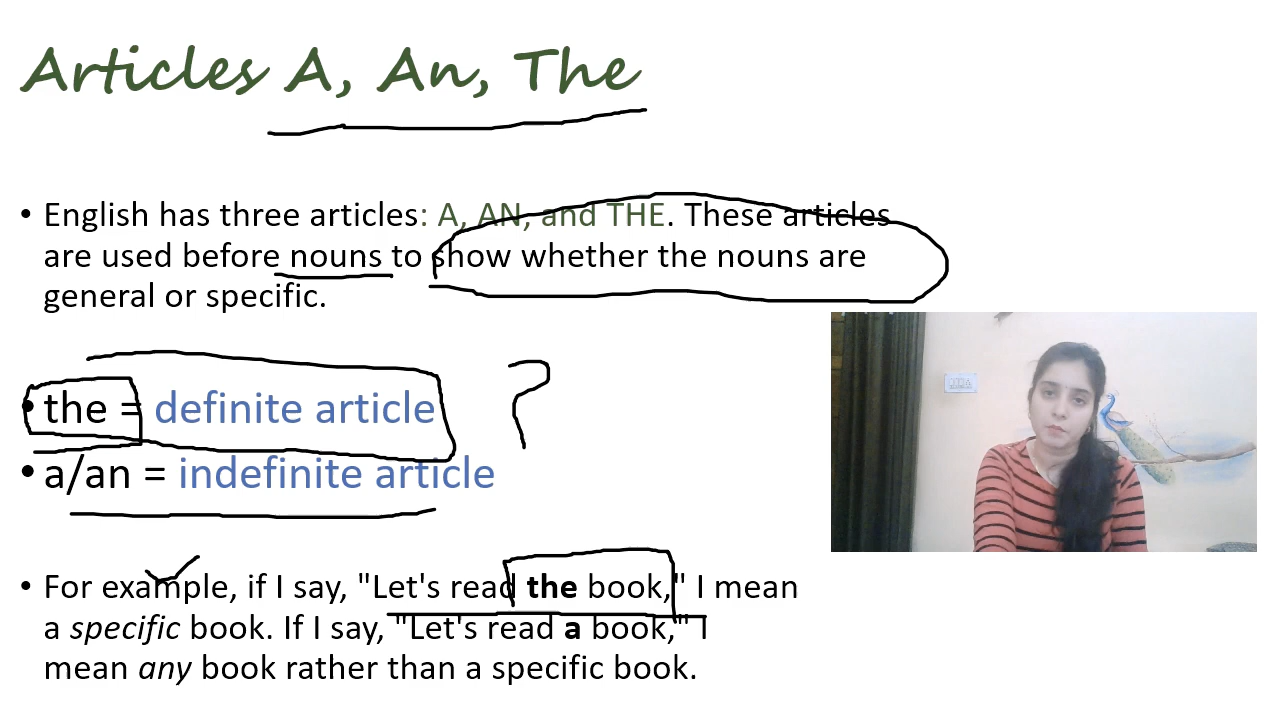 Articles A, An, The
• English has three articles: A, AN, and THE. These articles
are used before nouns to show whether the nouns are
general or specific.
• the = definite article
?
• a/an = indefinite article
• For example, if I say, "Let's read the book," I mean
a specific book. If I say, "Let's read a book," I
mean any book rather than a specific book.